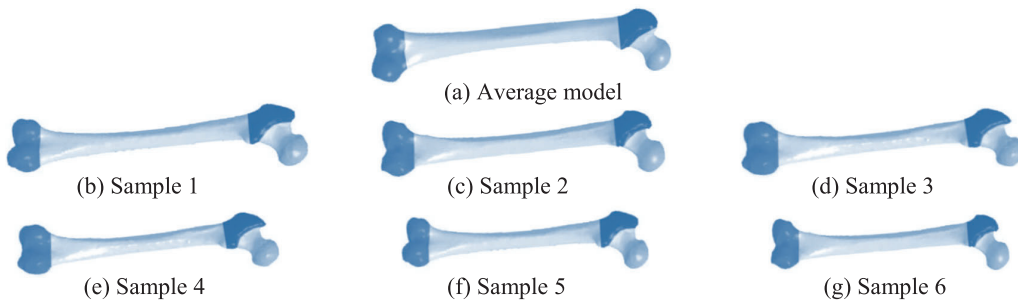 (a) Average model
(b) Sample 1
(c) Sample 2
(d) Sample 3
(e) Sample 4
(f) Sample 5
(g) Sample 6